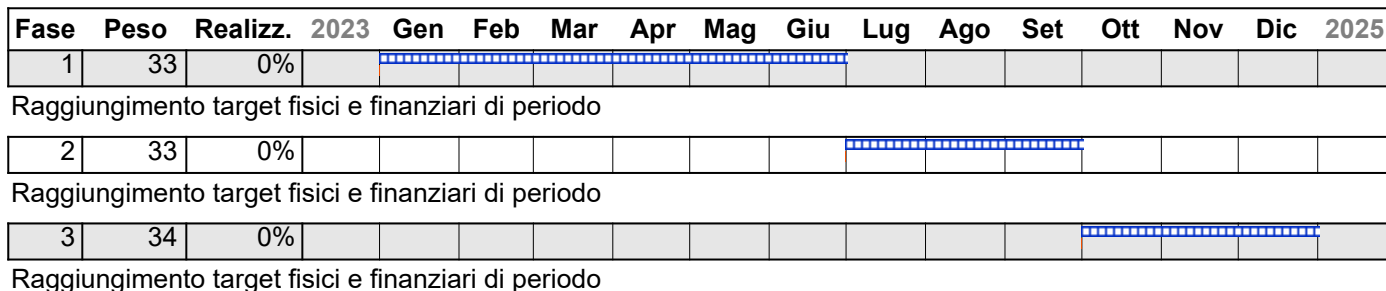 Fase Peso Realizz. 2023 Gen Feb Mar Apr Mag Giu Lug Ago Set Ott Nov Dic 2025
1 33 0%
Raggiungimento target fisici e finanziari di periodo
2 33 0%
Raggiungimento target fisici e finanziari di periodo
3 34 0%
Raggiungimento target fisici e finanziari di periodo